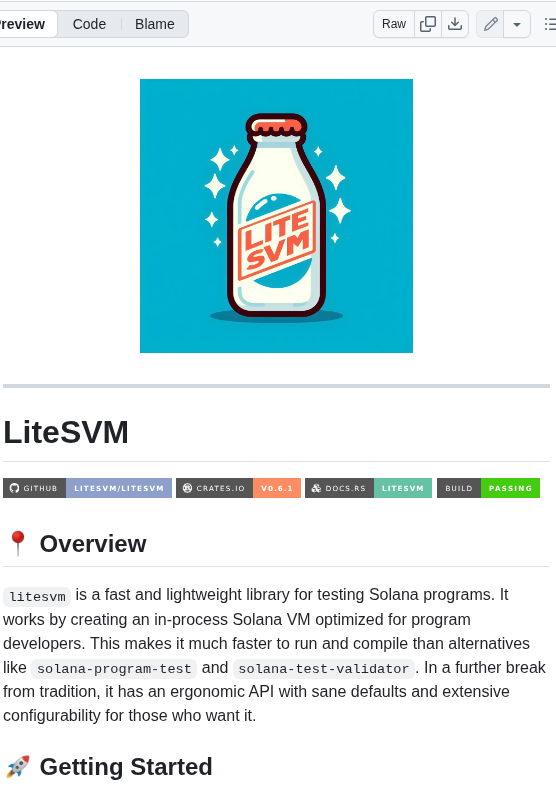 Preview Code Blame Raw
LITE
SVM
LiteSVM
GITHUB LITESVM/LITESVM CRATES.IO V0.6.1 DOCS.RS LITESVM BUILD PASSING
Overview
litesvm is a fast and lightweight library for testing Solana programs. It
works by creating an in-process Solana VM optimized for program
developers. This makes it much faster to run and compile than alternatives
like solana-program-test and solana-test-validator. In a further break
from tradition, it has an ergonomic API with sane defaults and extensive
configurability for those who want it.
Getting Started